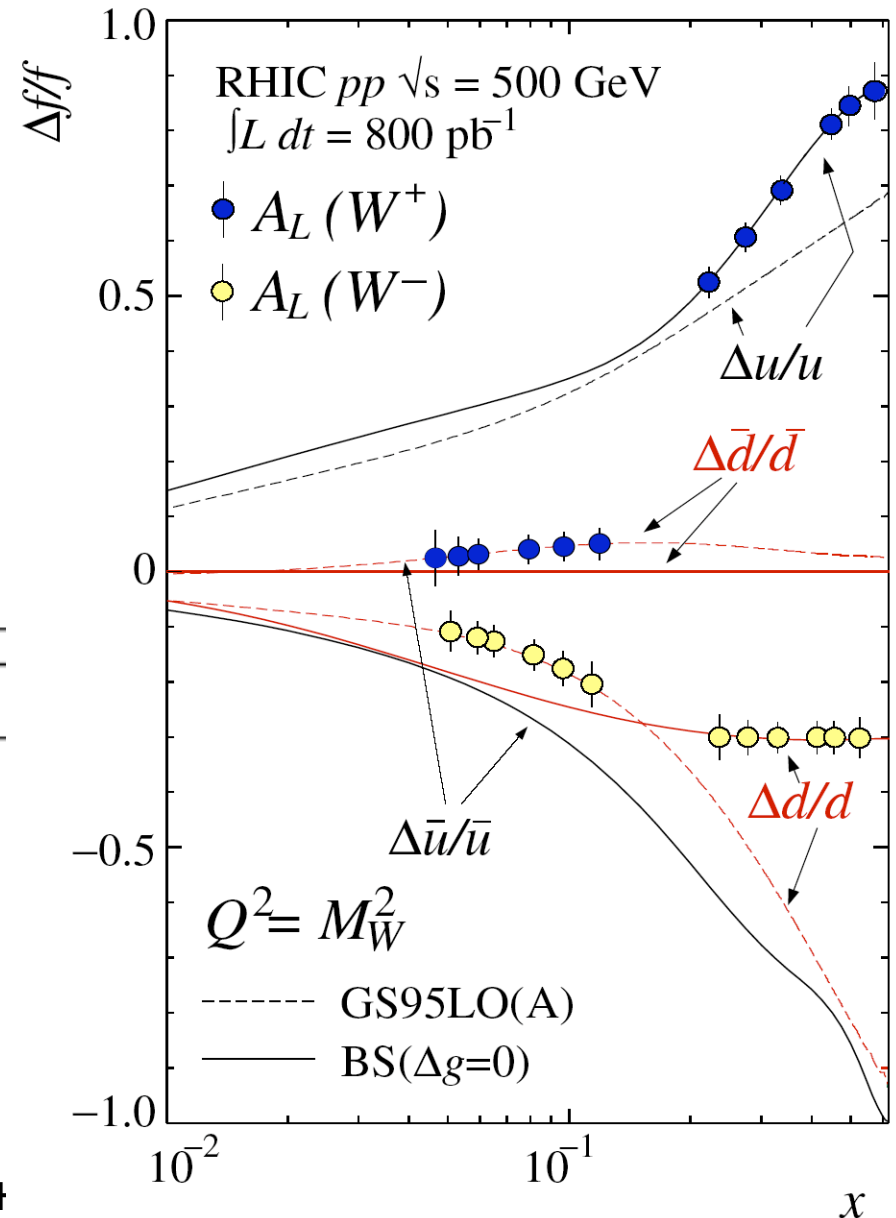 1.0
Δf/f
RHIC pp √s = 500 GeV
∫L dt = 800 pb⁻¹
A_L (W⁺)
0.5
A_L (W⁻)
Δu/u
Δd̄/d̄
0
Δd/d
Δū/ū
−0.5
Q² = M_W²
GS95LO(A)
BS(Δg=0)
−1.0
10⁻²
10⁻¹
x